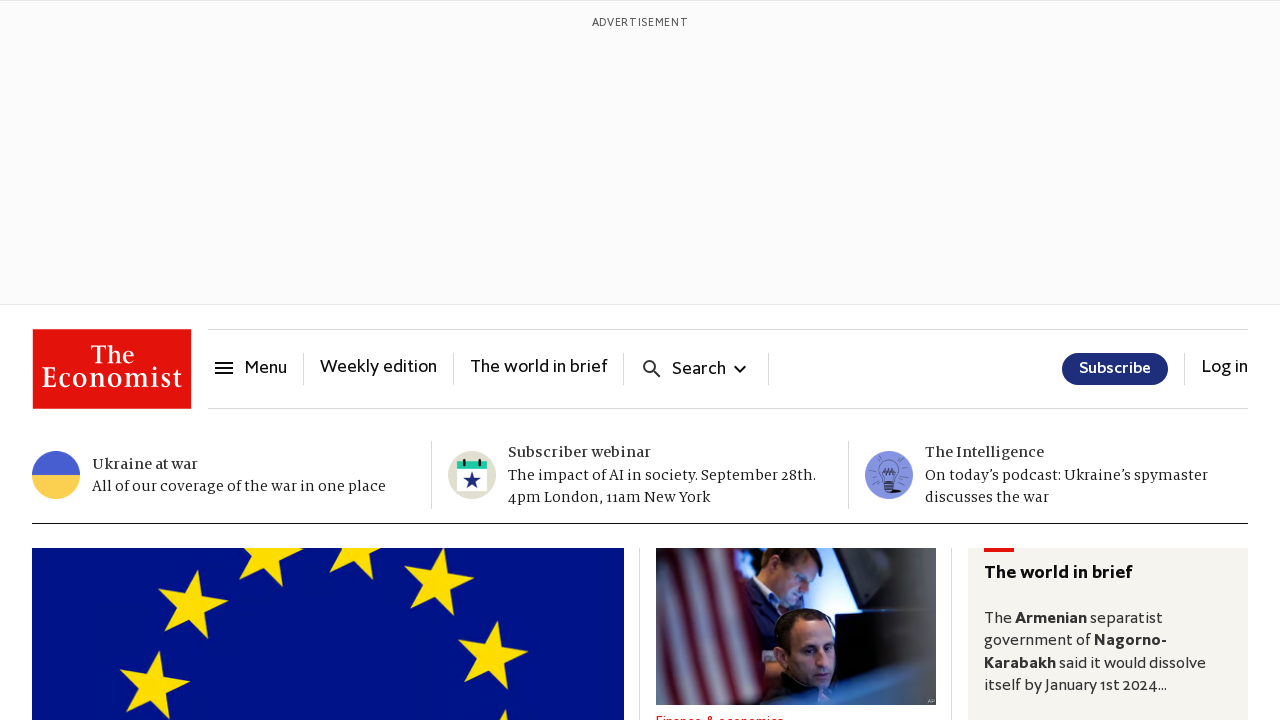 ADVERTISEMENT
The
Economist
Menu
Weekly edition
The world in brief
Search
Subscribe
Log in
Ukraine at war
All of our coverage of the war in one place
Subscriber webinar
The impact of AI in society. September 28th.
4pm London, 11am New York
The Intelligence
On today's podcast: Ukraine's spymaster
discusses the war
AP
Finance & economics
The world in brief
The Armenian separatist
government of Nagorno-
Karabakh said it would dissolve
itself by January 1st 2024...